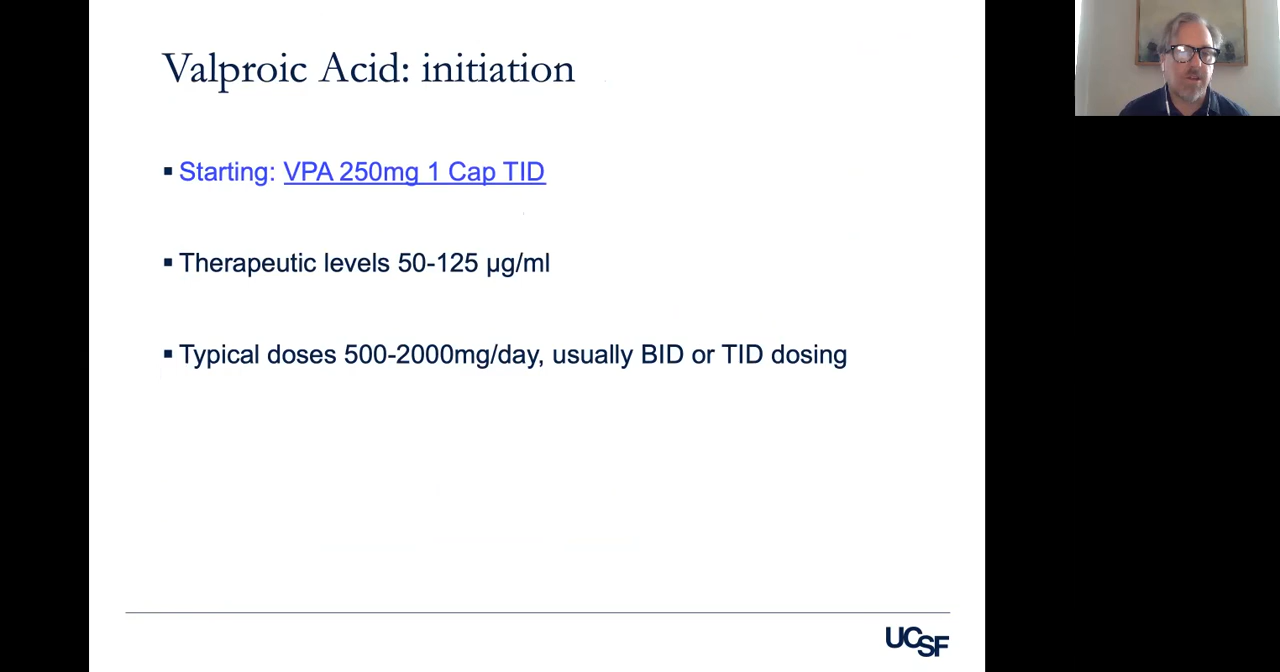 Valproic Acid: initiation
▪ Starting: VPA 250mg 1 Cap TID
▪ Therapeutic levels 50-125 µg/ml
▪ Typical doses 500-2000mg/day, usually BID or TID dosing
UCSF